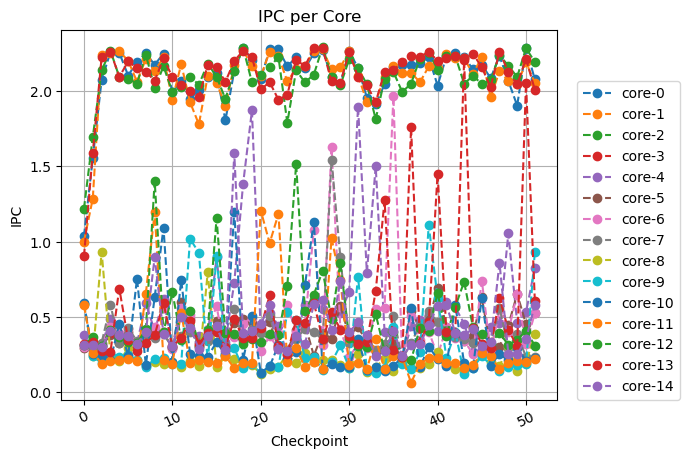 IPC per Core
IPC
2.0
1.5
1.0
0.5
0.0
0
10
20
30
40
50
Checkpoint
core-0
core-1
core-2
core-3
core-4
core-5
core-6
core-7
core-8
core-9
core-10
core-11
core-12
core-13
core-14